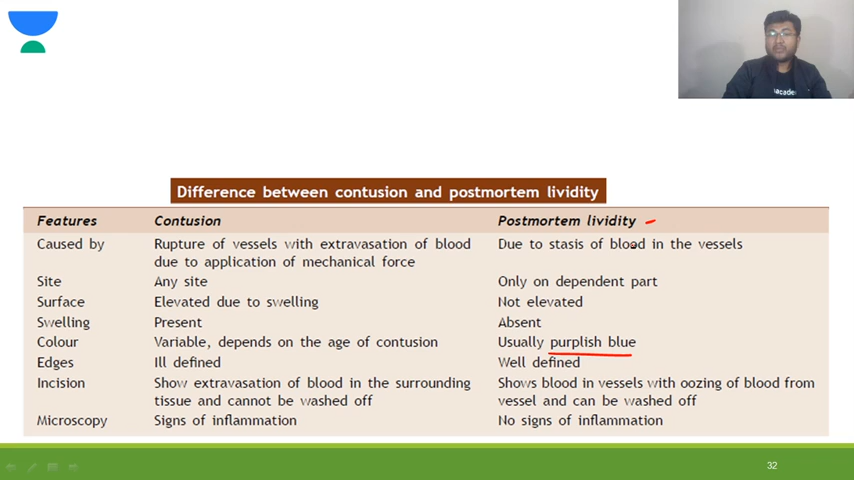 acade
Difference between contusion and postmortem lividity
Features Contusion Postmortem lividity
Caused by Rupture of vessels with extravasation of blood Due to stasis of blood in the vessels
due to application of mechanical force
Site Any site Only on dependent part
Surface Elevated due to swelling Not elevated
Swelling Present Absent
Colour Variable, depends on the age of contusion Usually purplish blue
Edges Ill defined Well defined
Incision Show extravasation of blood in the surrounding Shows blood in vessels with oozing of blood from
tissue and cannot be washed off vessel and can be washed off
Microscopy Signs of inflammation No signs of inflammation
32